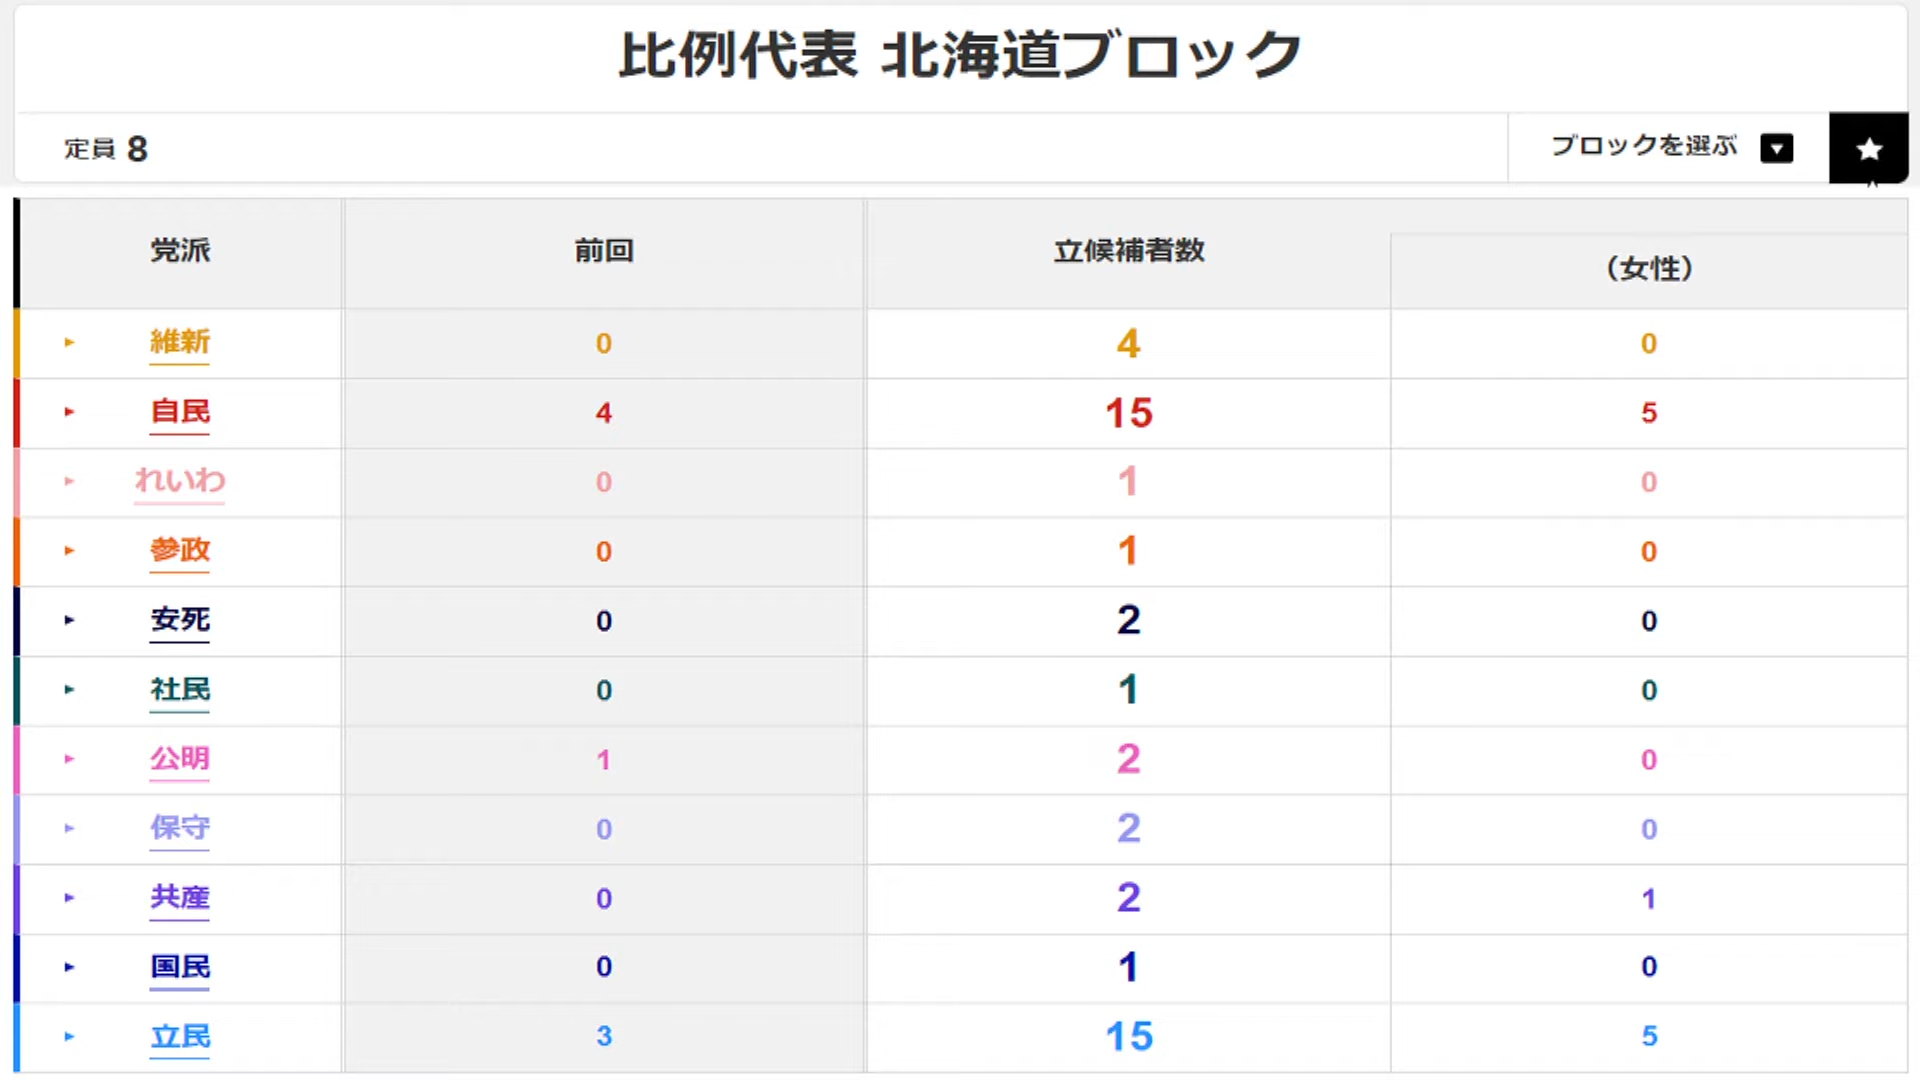 比例代表 北海道ブロック
定員 8
ブロックを選ぶ
党派 前回 立候補者数 （女性）
維新 0 4 0
自民 4 15 5
れいわ 0 1 0
参政 0 1 0
安死 0 2 0
社民 0 1 0
公明 1 2 0
保守 0 2 0
共産 0 2 1
国民 0 1 0
立民 3 15 5